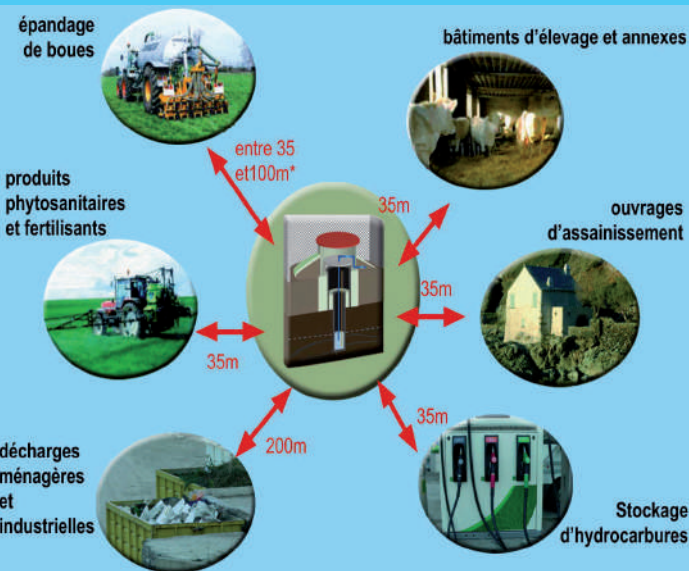 épandage
de boues
bâtiments d'élevage et annexes
entre 35
et100m*
35m
produits
phytosanitaires
et fertilisants
ouvrages
d'assainissement
35m
35m
décharges
ménagères
et
industrielles
200m
35m
Stockage
d'hydrocarbures